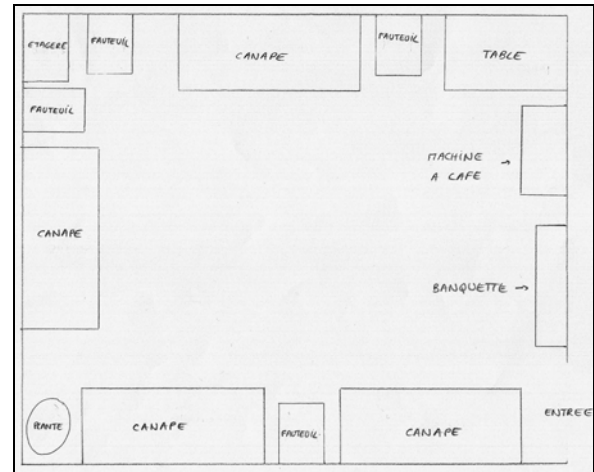 ETAGERE
FAUTEUIL
CANAPE
FAUTEUIL
TABLE
FAUTEUIL
MACHINE →
A CAFE
CANAPE
BANQUETTE →
PLANTE
CANAPE
FAUTEUIL
CANAPE
ENTREE